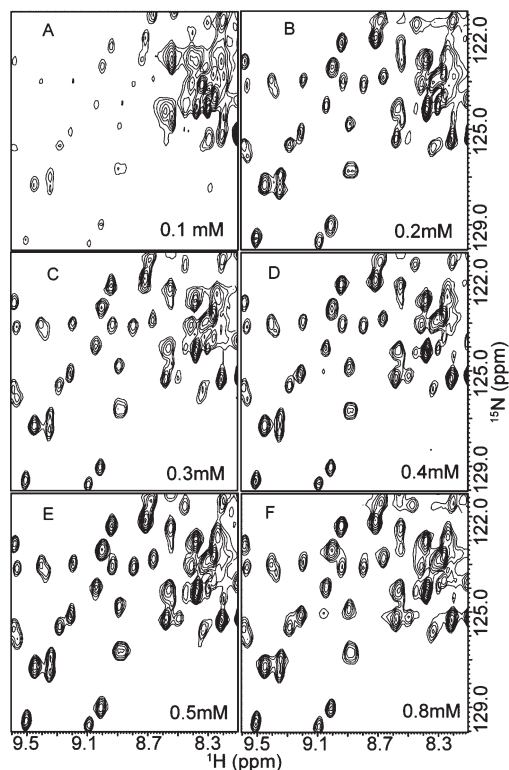 A
B
122.0
125.0
129.0
0.1 mM
0.2mM
C
D
122.0
125.0
129.0
¹⁵N (ppm)
0.3mM
0.4mM
E
F
122.0
125.0
129.0
0.5mM
0.8mM
9.5 9.1 8.7 8.3 9.5 9.1 8.7 8.3
¹H (ppm) ¹H (ppm)